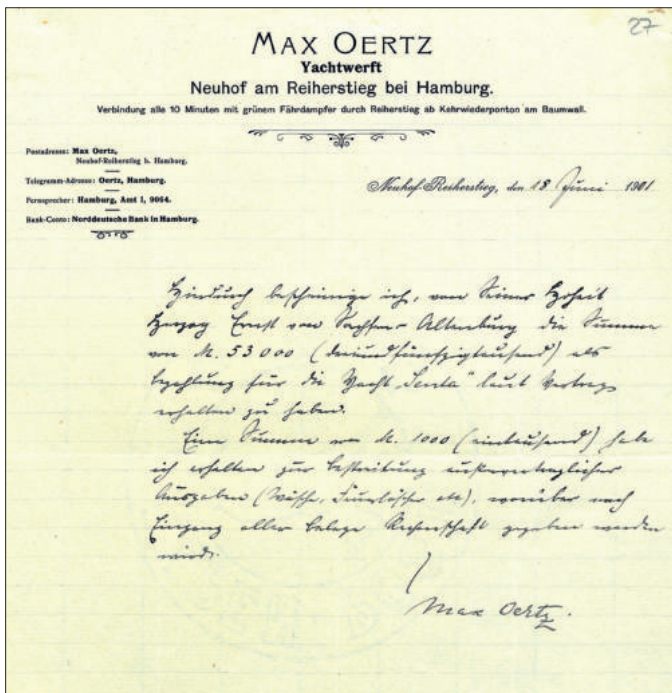 27
MAX OERTZ
Yachtwerft
Neuhof am Reiherstieg bei Hamburg.
Verbindung alle 10 Minuten mit grünem Fährdampfer durch Reiherstieg ab Kehrwiederponton am Baumwall.
Postadresse: Max Oertz,
Neuhof-Reiherstieg b. Hamburg.
Telegramm-Adresse: Oertz, Hamburg.
Fernsprecher: Hamburg, Amt 1, 9064.
Bank-Conto: Norddeutsche Bank in Hamburg.
Neuhof-Reiherstieg, den 18 Juni 1901
Hierdurch bescheinige ich, von Seiner Hoheit
Herzog Ernst von Sachsen-Altenburg die Summe
von M. 53000 (dreiundfünfzigtausend) als
Bezahlung für die Yacht „Senta" laut Vertrag
erhalten zu haben.
Eine Summe von M. 1000 (eintausend) habe
ich erhalten zur Bestreitung außervertraglicher
Ausgaben (Wäsche, Feuerlöscher etc), worüber nach
Eingang aller Belege Rechenschaft gegeben werden
wird.
Max Oertz.